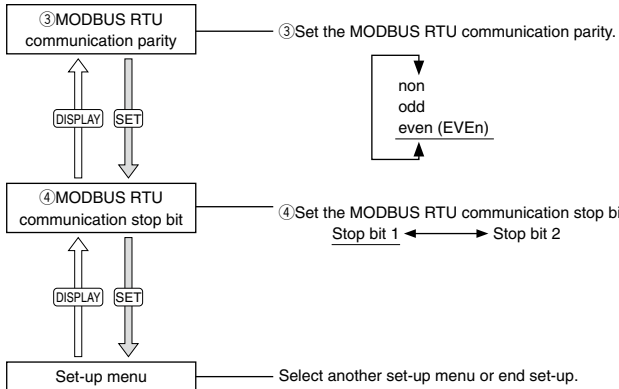 ③MODBUS RTU
communication parity
③Set the MODBUS RTU communication parity.
non
odd
even (EVEn)
DISPLAY SET
④MODBUS RTU
communication stop bit
④Set the MODBUS RTU communication stop bi
Stop bit 1 Stop bit 2
DISPLAY SET
Set-up menu
Select another set-up menu or end set-up.